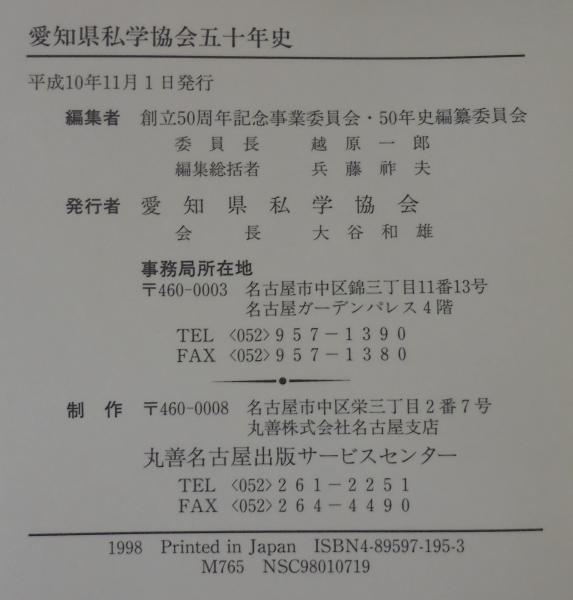 愛知県私学協会五十年史
平成10年11月1日発行
編集者 創立50周年記念事業委員会・50年史編纂委員会
委員長 越原一郎
編集総括者 兵藤祚夫
発行者 愛知県私学協会
会長 大谷和雄
事務局所在地
〒460-0003 名古屋市中区錦三丁目11番13号
名古屋ガーデンパレス4階
TEL 〈052〉957-1390
FAX 〈052〉957-1380
制作 〒460-0008 名古屋市中区栄三丁目2番7号
丸善株式会社名古屋支店
丸善名古屋出版サービスセンター
TEL 〈052〉261-2251
FAX 〈052〉264-4490
1998 Printed in Japan ISBN4-89597-195-3
M765 NSC98010719